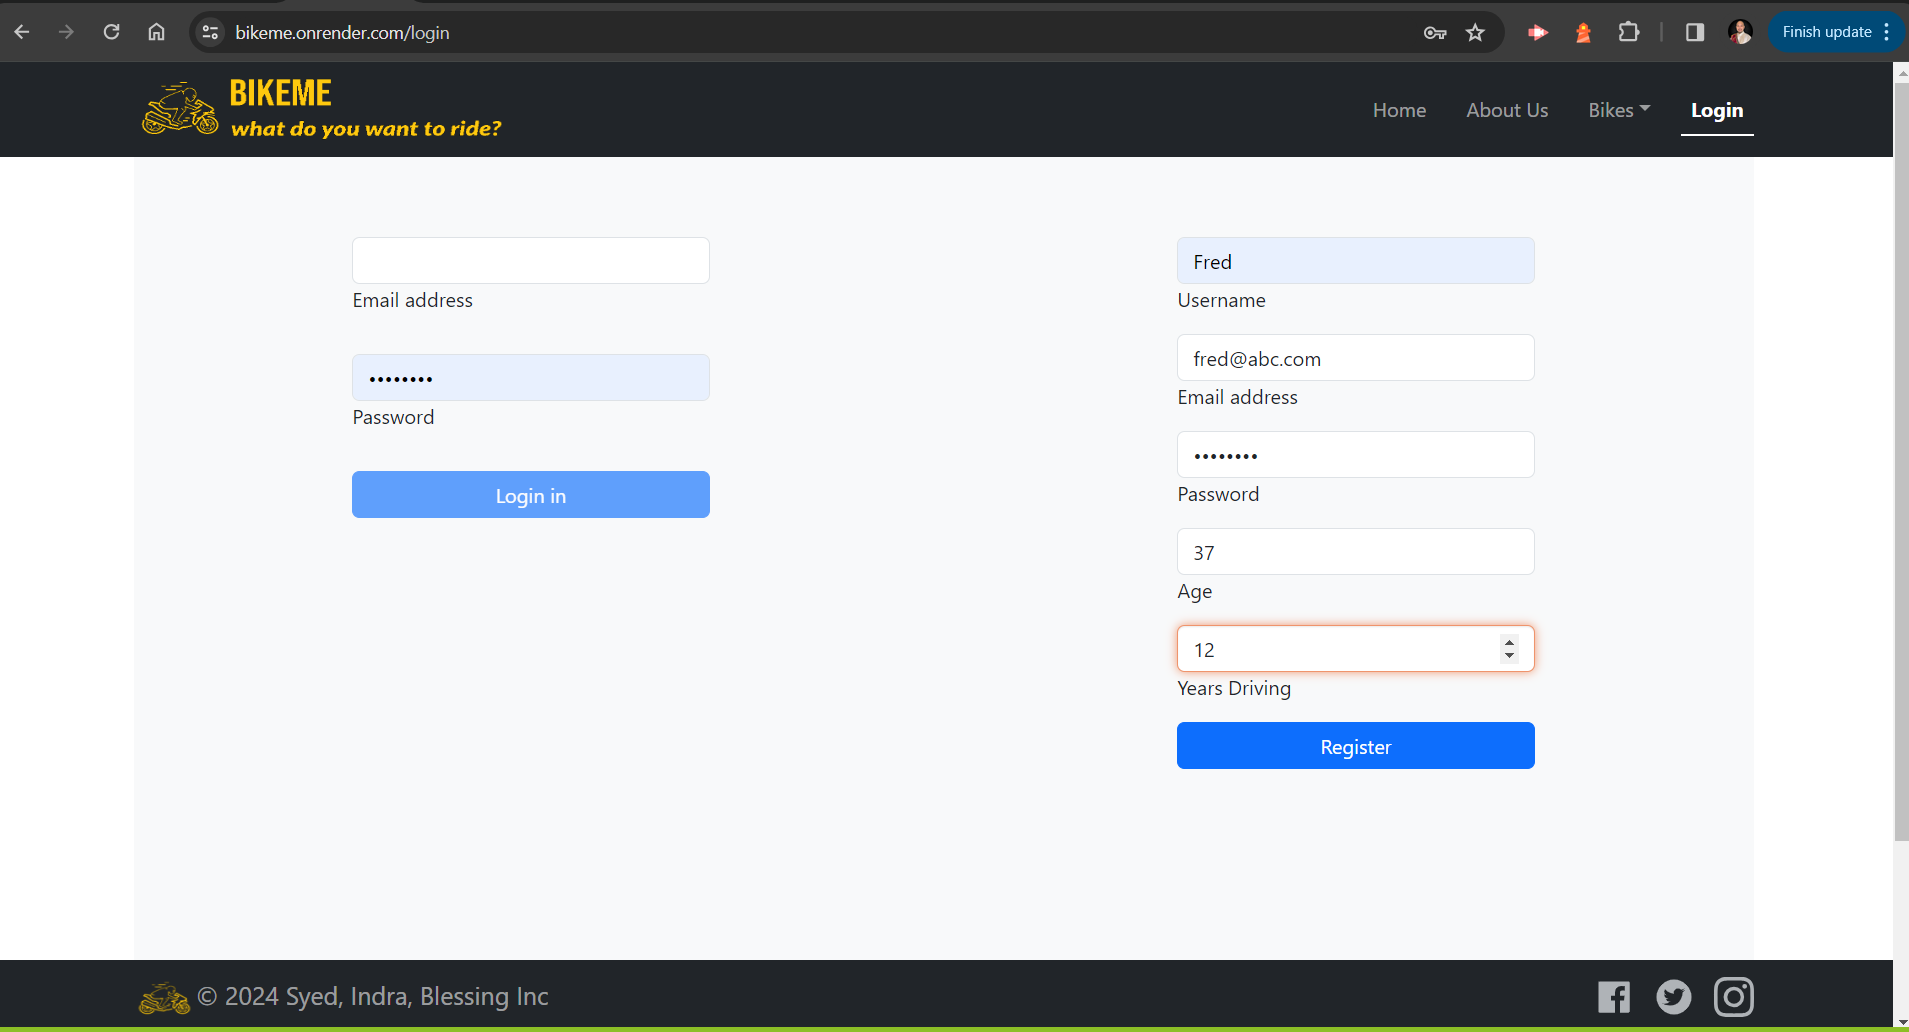 bikeme.onrender.com/login
Finish update
BIKEME
what do you want to ride?
Home
About Us
Bikes
Login
Email address
••••••••
Password
Login in
Fred
Username
fred@abc.com
Email address
••••••••
Password
37
Age
12
Years Driving
Register
© 2024 Syed, Indra, Blessing Inc